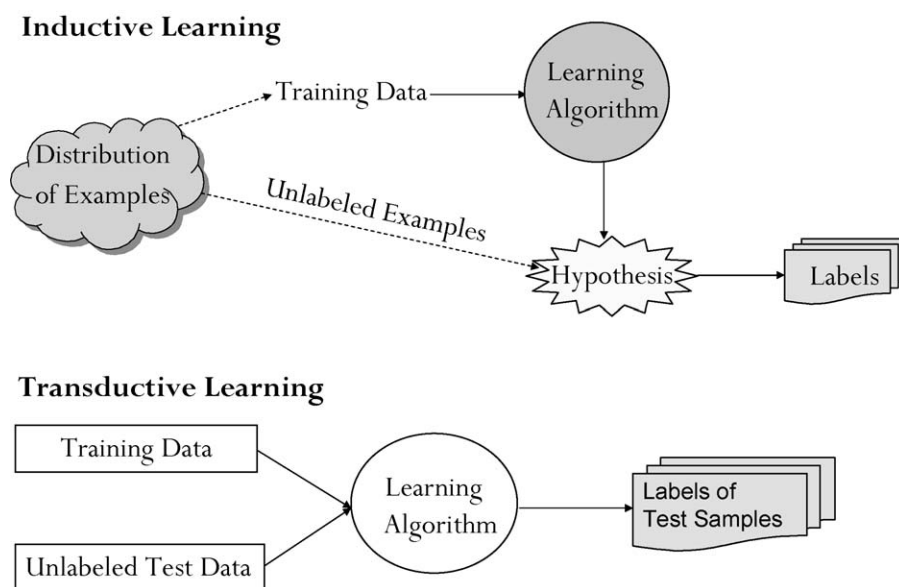 Inductive Learning
Training Data
Learning
Algorithm
Distribution
of Examples
Unlabeled Examples
Hypothesis
Labels
Transductive Learning
Training Data
Learning
Algorithm
Labels of
Test Samples
Unlabeled Test Data